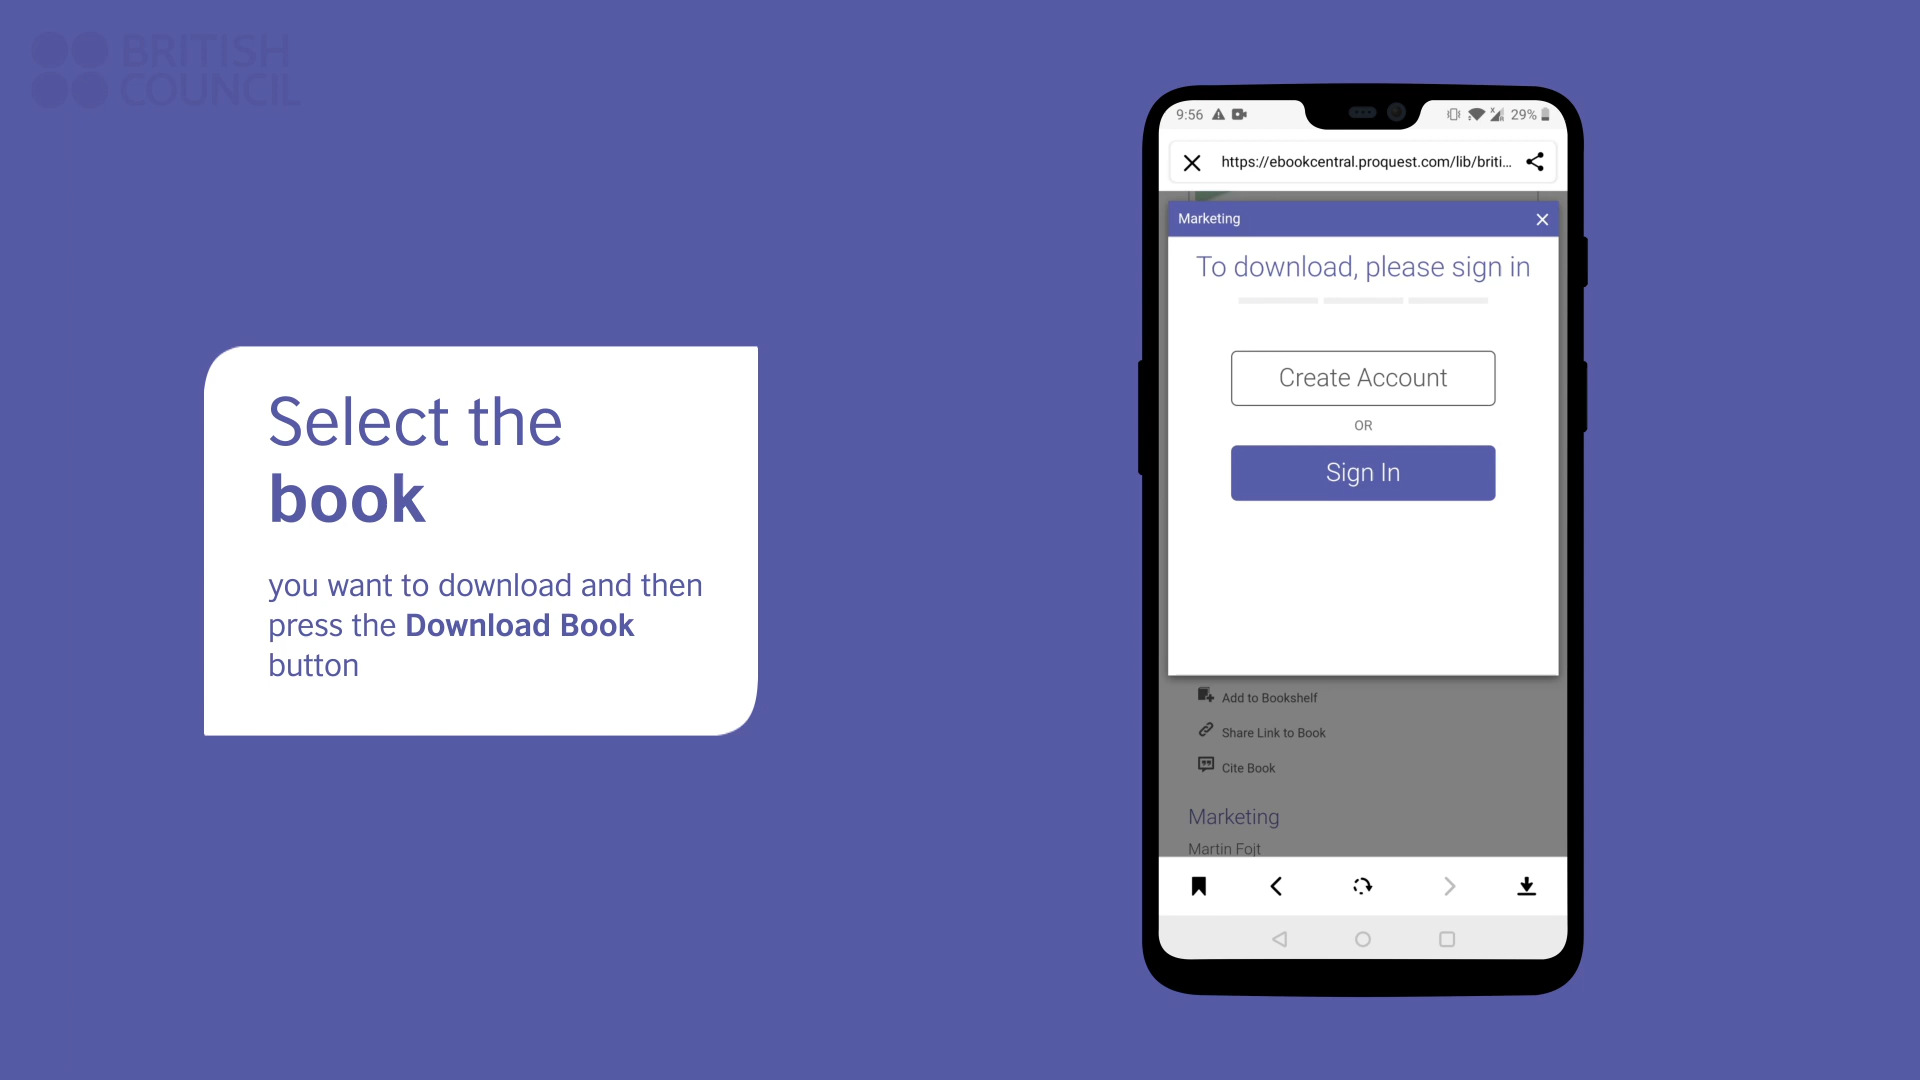 BRITISH
COUNCIL
Select the
book
you want to download and then
press the Download Book
button
9:56
29%
https://ebookcentral.proquest.com/lib/briti...
Marketing
To download, please sign in
Create Account
OR
Sign In
Add to Bookshelf
Share Link to Book
Cite Book
Marketing
Martin Fojt